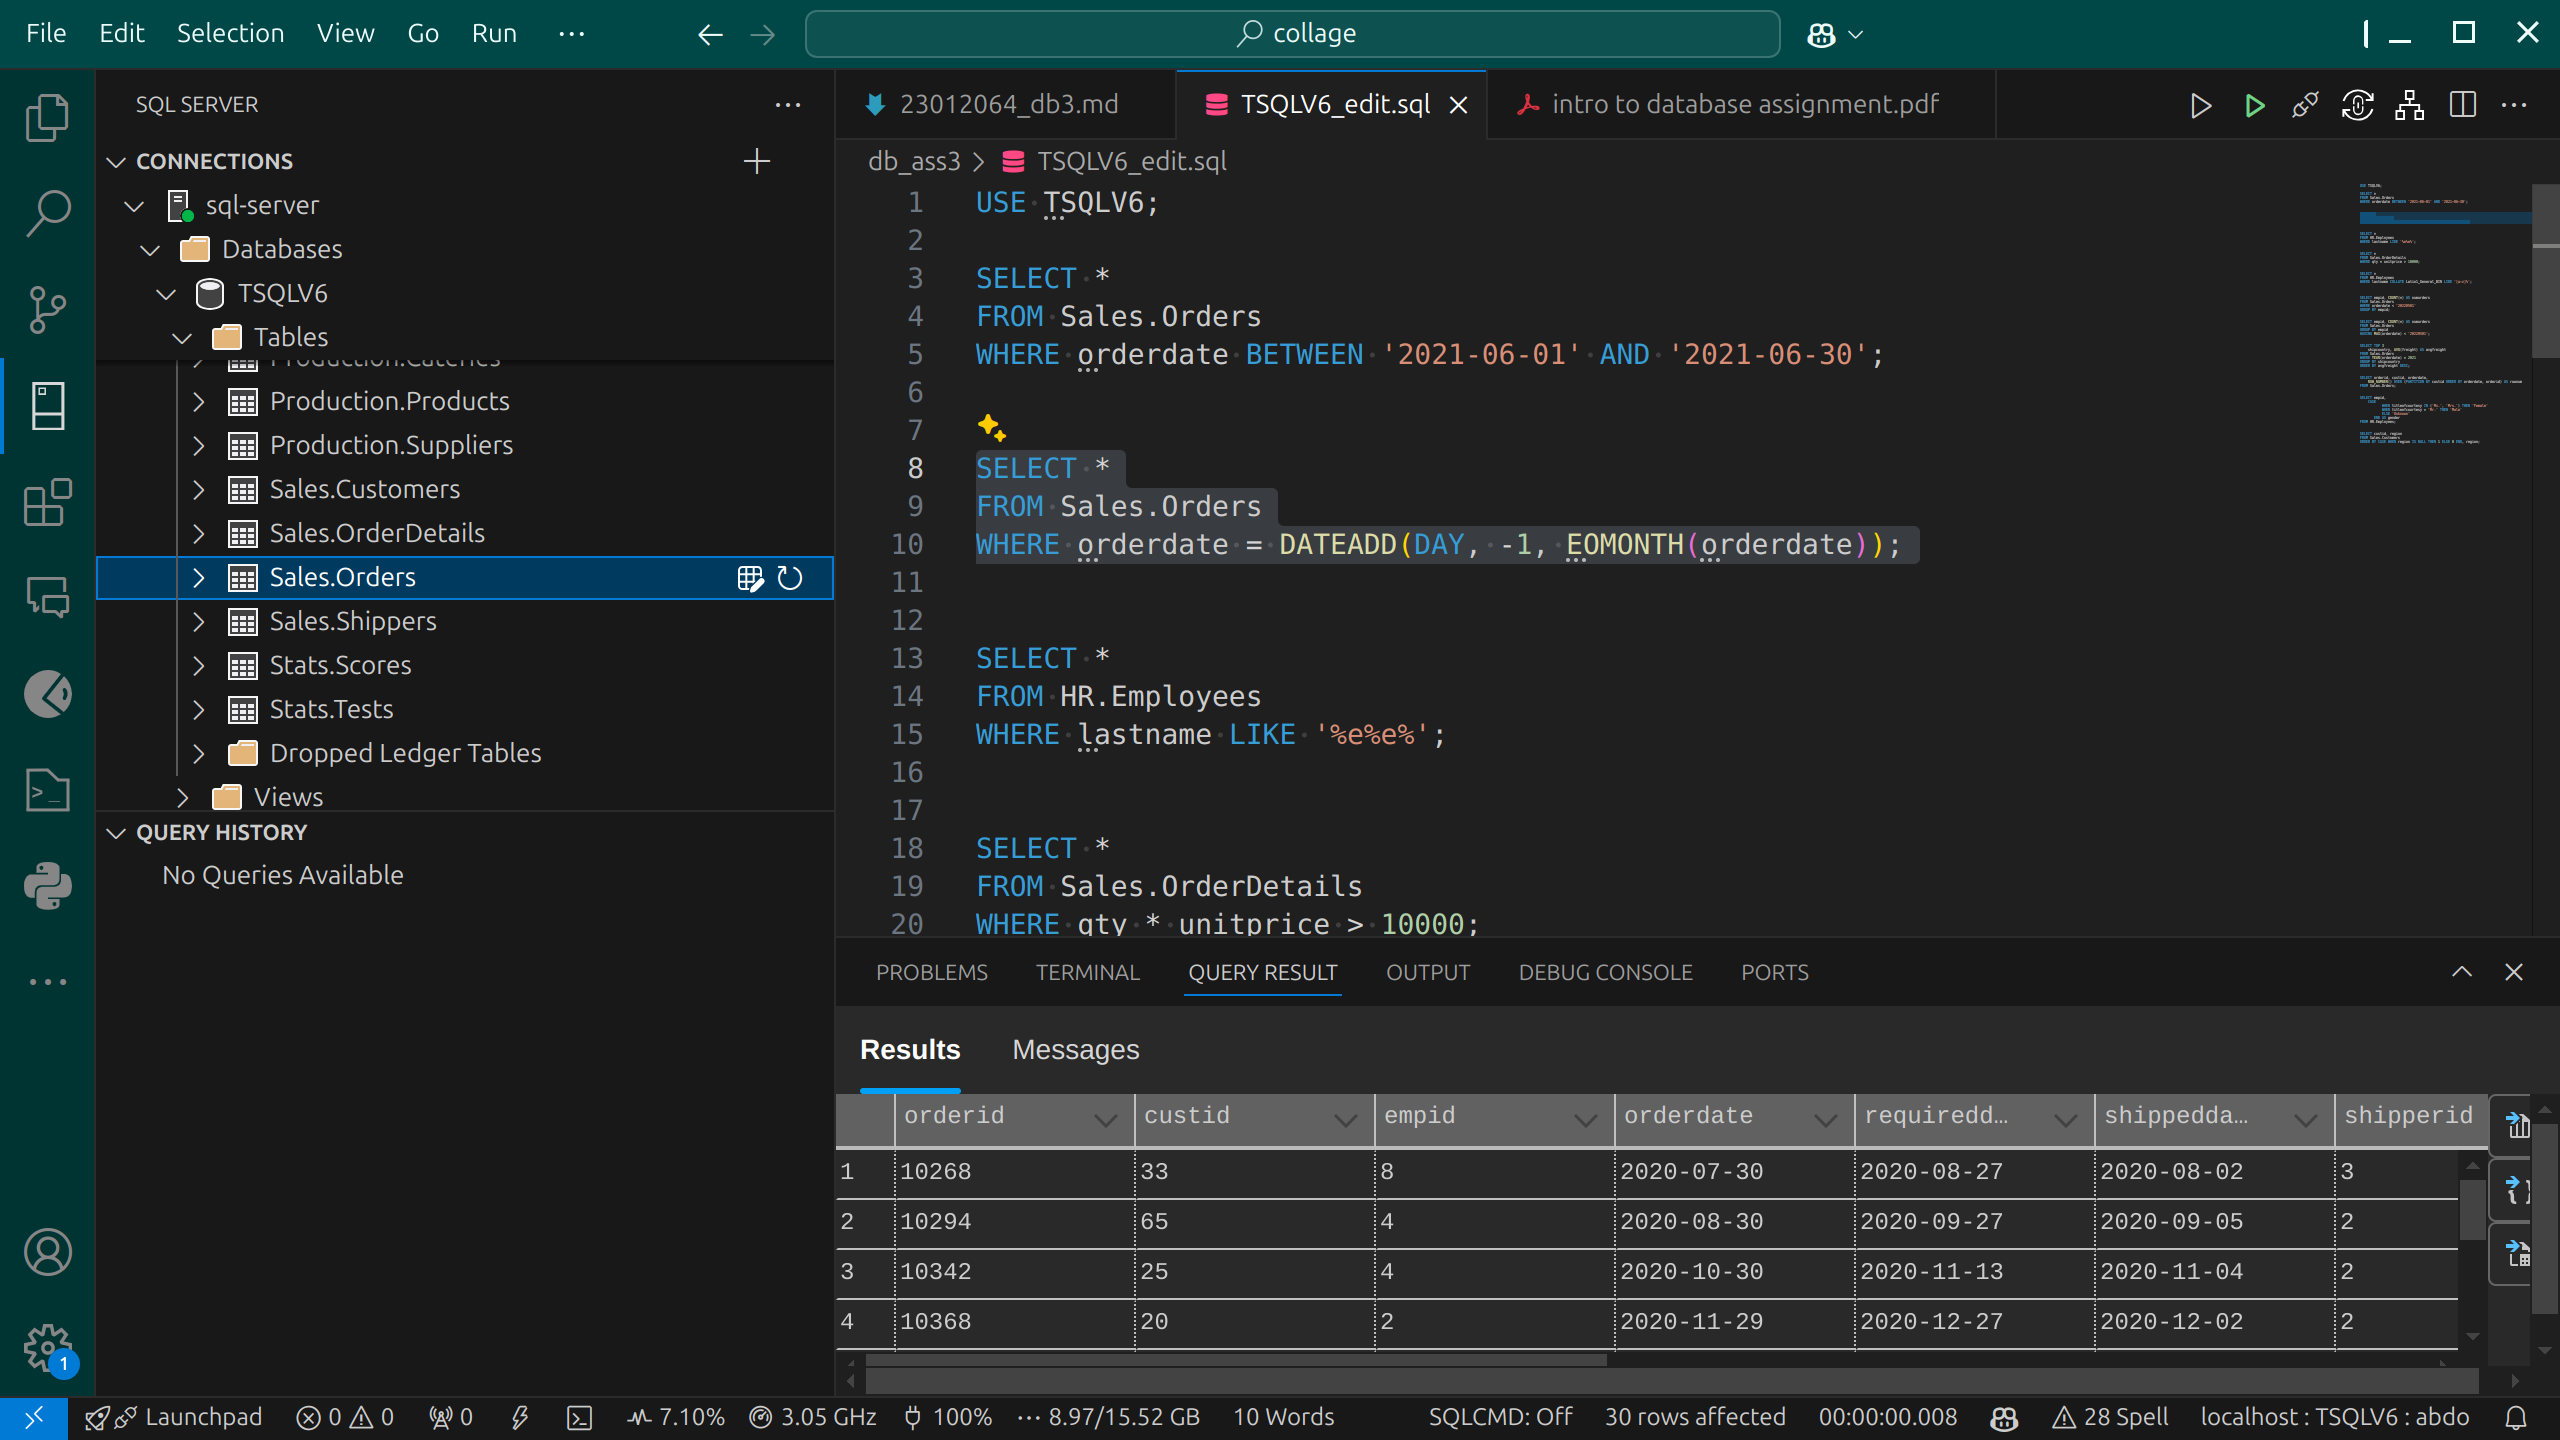 File Edit Selection View Go Run ···
collage
SQL SERVER
CONNECTIONS
sql-server
Databases
TSQLV6
Tables
Production.Products
Production.Suppliers
Sales.Customers
Sales.OrderDetails
Sales.Orders
Sales.Shippers
Stats.Scores
Stats.Tests
Dropped Ledger Tables
Views
QUERY HISTORY
No Queries Available
1
23012064_db3.md TSQLV6_edit.sql intro to database assignment.pdf
db_ass3 > TSQLV6_edit.sql
1 USE TSQLV6;
2
3 SELECT *
4 FROM Sales.Orders
5 WHERE orderdate BETWEEN '2021-06-01' AND '2021-06-30';
6
7
8 SELECT *
9 FROM Sales.Orders
10 WHERE orderdate = DATEADD(DAY, -1, EOMONTH(orderdate));
11
12
13 SELECT *
14 FROM HR.Employees
15 WHERE lastname LIKE '%e%e%';
16
17
18 SELECT *
19 FROM Sales.OrderDetails
20 WHERE qty * unitprice > 10000;
PROBLEMS TERMINAL QUERY RESULT OUTPUT DEBUG CONSOLE PORTS
Results Messages
orderid custid empid orderdate requiredd… shippedda… shipperid
1 10268 33 8 2020-07-30 2020-08-27 2020-08-02 3
2 10294 65 4 2020-08-30 2020-09-27 2020-09-05 2
3 10342 25 4 2020-10-30 2020-11-13 2020-11-04 2
4 10368 20 2 2020-11-29 2020-12-27 2020-12-02 2
Launchpad 0 0 0 7.10% 3.05 GHz 100% ··· 8.97/15.52 GB 10 Words SQLCMD: Off 30 rows affected 00:00:00.008 28 Spell localhost : TSQLV6 : abdo